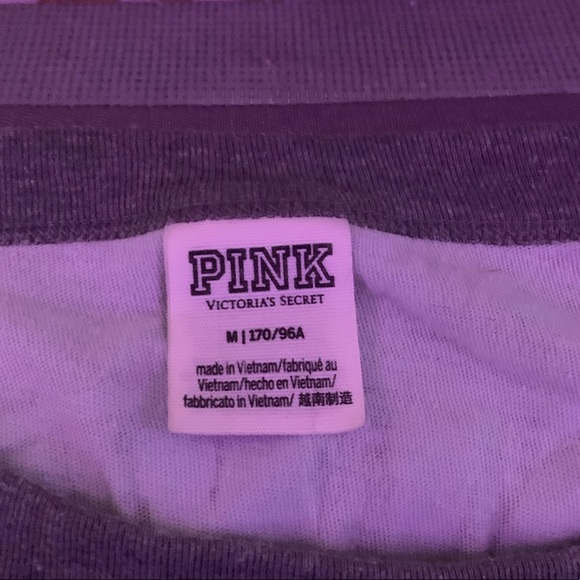 PINK
VICTORIA'S SECRET
M | 170/96A
made in Vietnam/fabriqué au
Vietnam/hecho en Vietnam/
fabbricato in Vietnam/ 越南制造